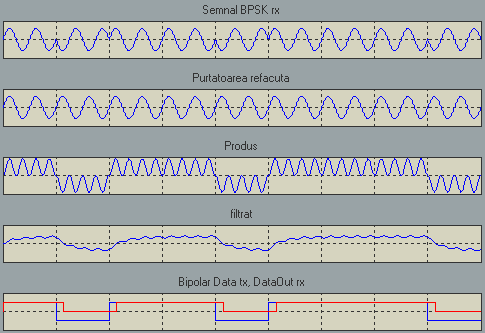 Semnal BPSK rx
Purtatoarea refacuta
Produs
filtrat
Bipolar Data tx, DataOut rx